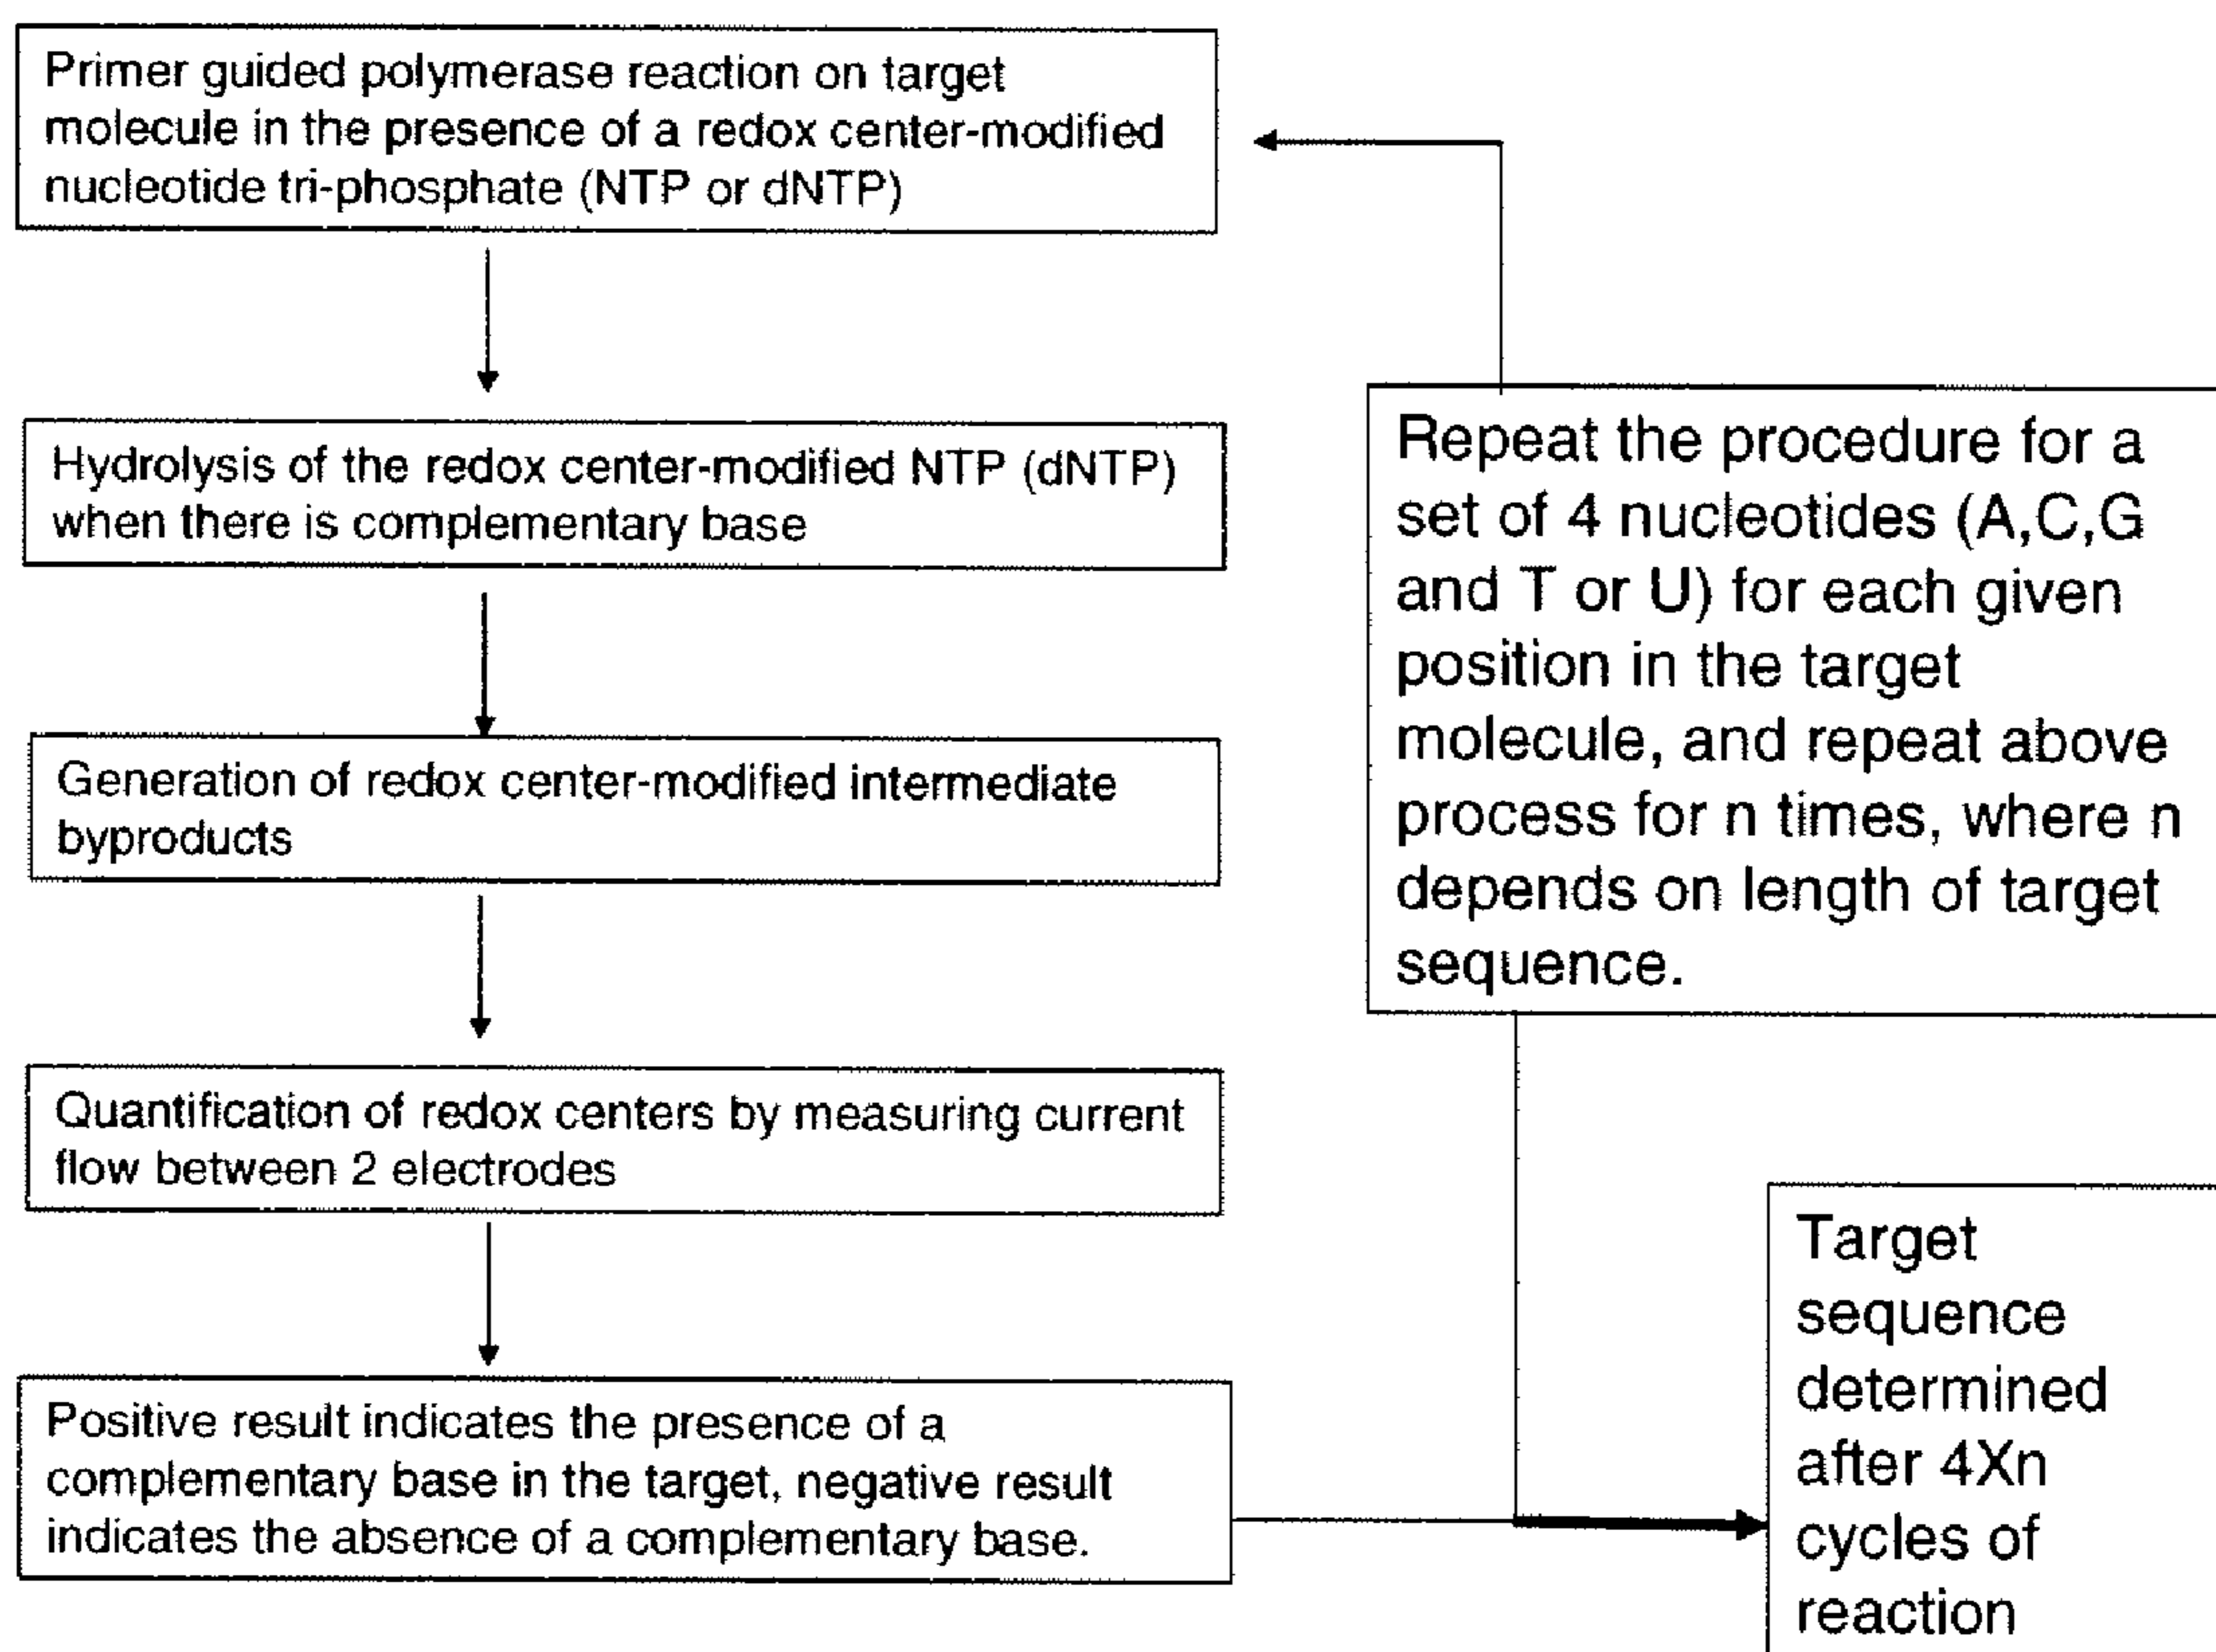 Primer guided polymerase reaction on target
molecule in the presence of a redox center-modified
nucleotide tri-phosphate (NTP or dNTP)
Hydrolysis of the redox center-modified NTP (dNTP)
when there is complementary base
Generation of redox center-modified intermediate
byproducts
Quantification of redox centers by measuring current
flow between 2 electrodes
Positive result indicates the presence of a
complementary base in the target, negative result
indicates the absence of a complementary base.
Repeat the procedure for a
set of 4 nucleotides (A,C,G
and T or U) for each given
position in the target
molecule, and repeat above
process for n times, where n
depends on length of target
sequence.
Target
sequence
determined
after 4Xn
cycles of
reaction